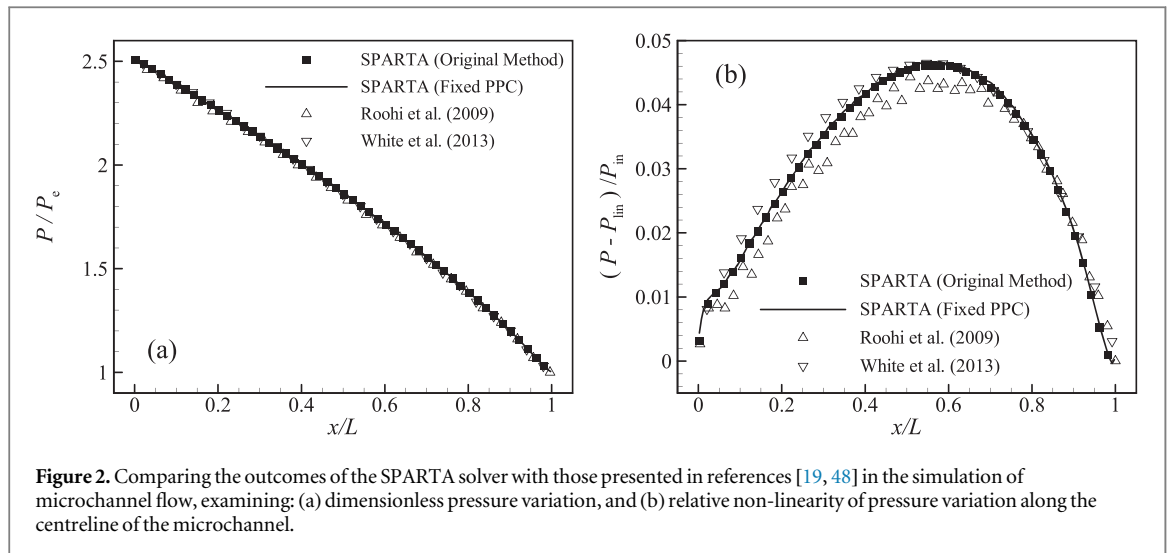 2.5
2
1.5
1
P / Pe
SPARTA (Original Method)
SPARTA (Fixed PPC)
Roohi et al. (2009)
White et al. (2013)
(a)
0 0.2 0.4 0.6 0.8 1
x/L
0.05
0.04
0.03
0.02
0.01
0
(P - Plin) /Pin
(b)
SPARTA (Original Method)
SPARTA (Fixed PPC)
Roohi et al. (2009)
White et al. (2013)
0 0.2 0.4 0.6 0.8 1
x/L
Figure 2. Comparing the outcomes of the SPARTA solver with those presented in references [19, 48] in the simulation of
microchannel flow, examining: (a) dimensionless pressure variation, and (b) relative non-linearity of pressure variation along the
centreline of the microchannel.